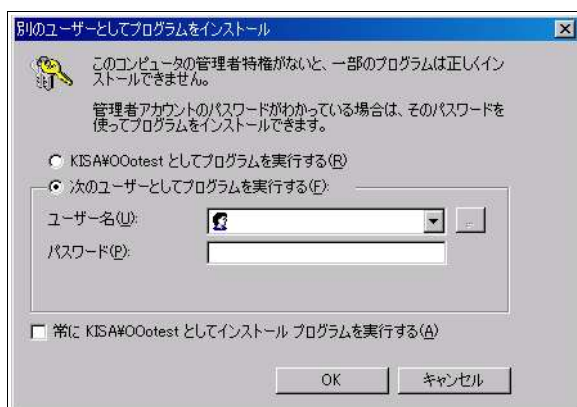 別のユーザーとしてプログラムをインストール
このコンピュータの管理者特権がないと、一部のプログラムは正しくイン
ストールできません。
管理者アカウントのパスワードがわかっている場合は、そのパスワードを
使ってプログラムをインストールできます。
KISA¥OOotest としてプログラムを実行する(R)
次のユーザーとしてプログラムを実行する(F):
ユーザー名(U):
パスワード(P):
常に KISA¥OOotest としてインストール プログラムを実行する(A)
OK キャンセル